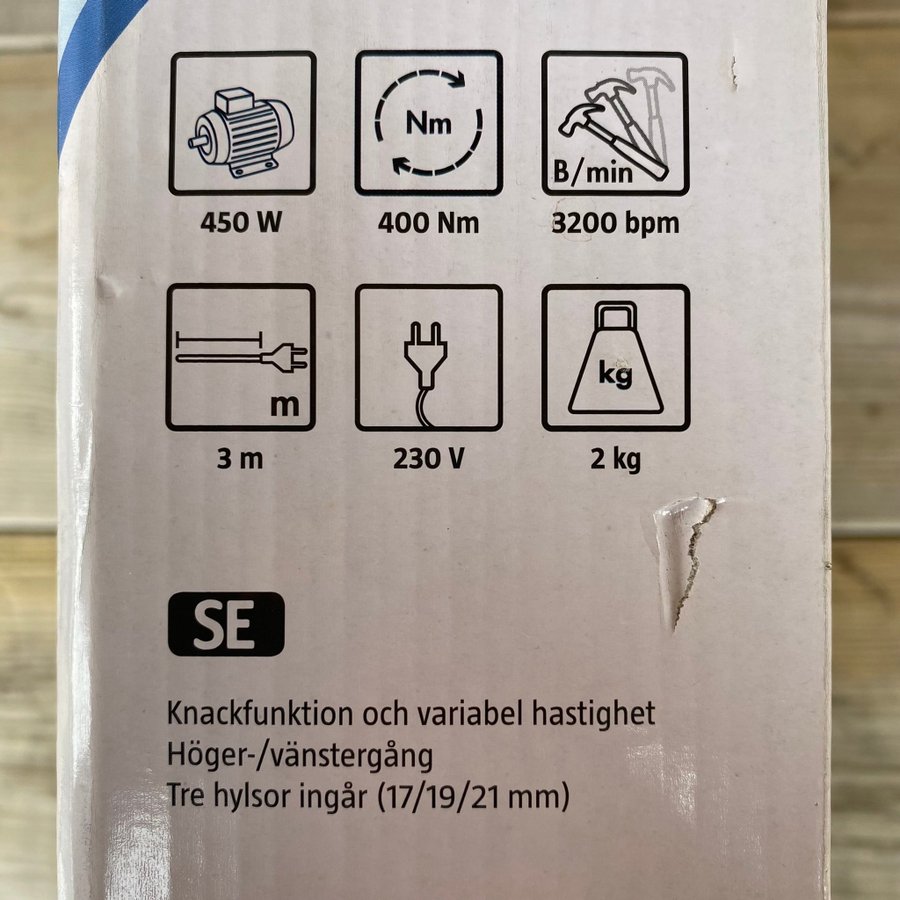 Nm
B/min
450 W
400 Nm
3200 bpm
m
kg
3 m
230 V
2 kg
SE
Knackfunktion och variabel hastighet
Höger-/vänstergång
Tre hylsor ingår (17/19/21 mm)